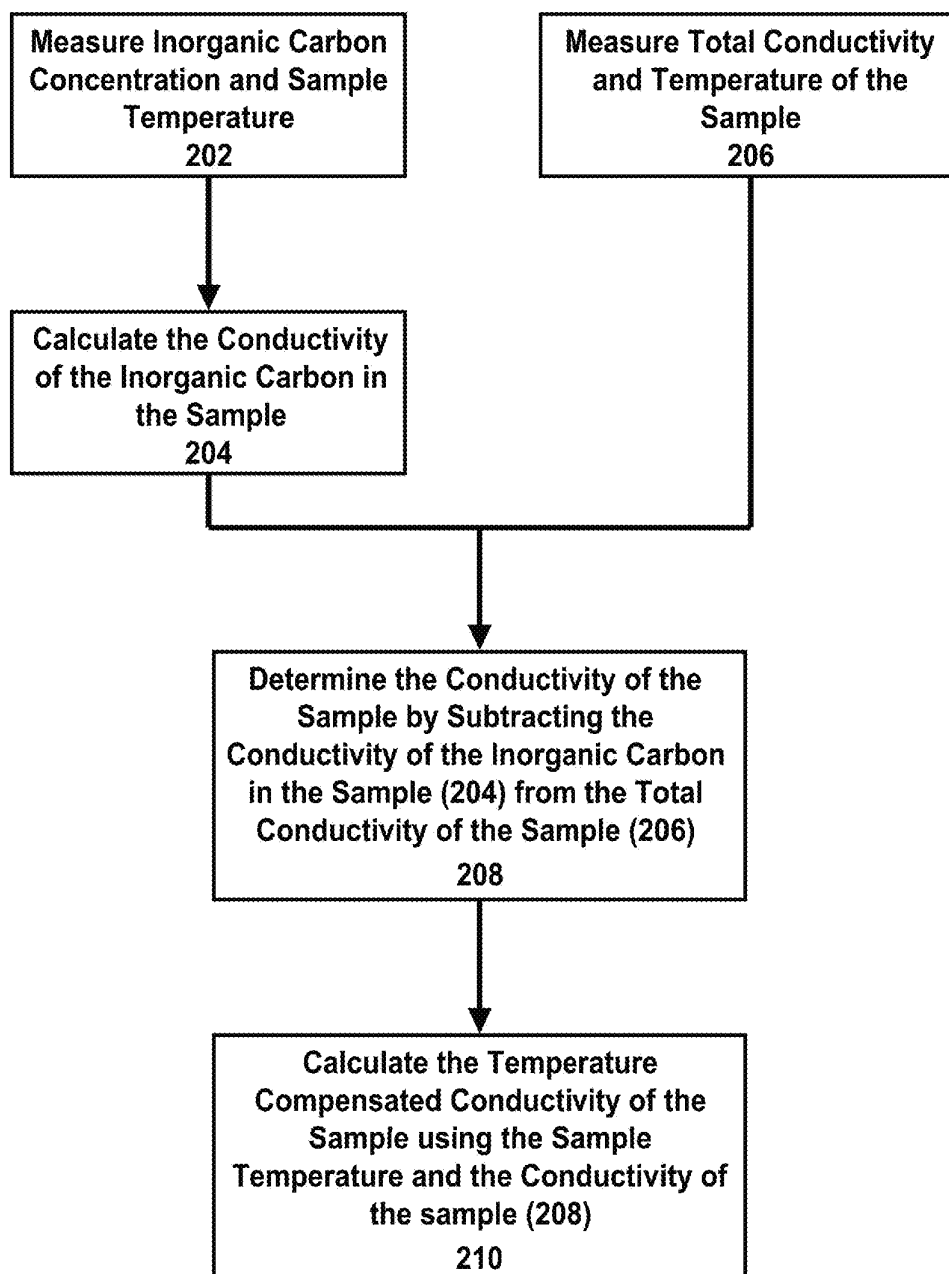 Measure Inorganic Carbon
Concentration and Sample
Temperature
202
Measure Total Conductivity
and Temperature of the
Sample
206
Calculate the Conductivity
of the Inorganic Carbon in
the Sample
204
Determine the Conductivity of the
Sample by Subtracting the
Conductivity of the Inorganic Carbon
in the Sample (204) from the Total
Conductivity of the Sample (206)
208
Calculate the Temperature
Compensated Conductivity of the
Sample using the Sample
Temperature and the Conductivity of
the sample (208)
210